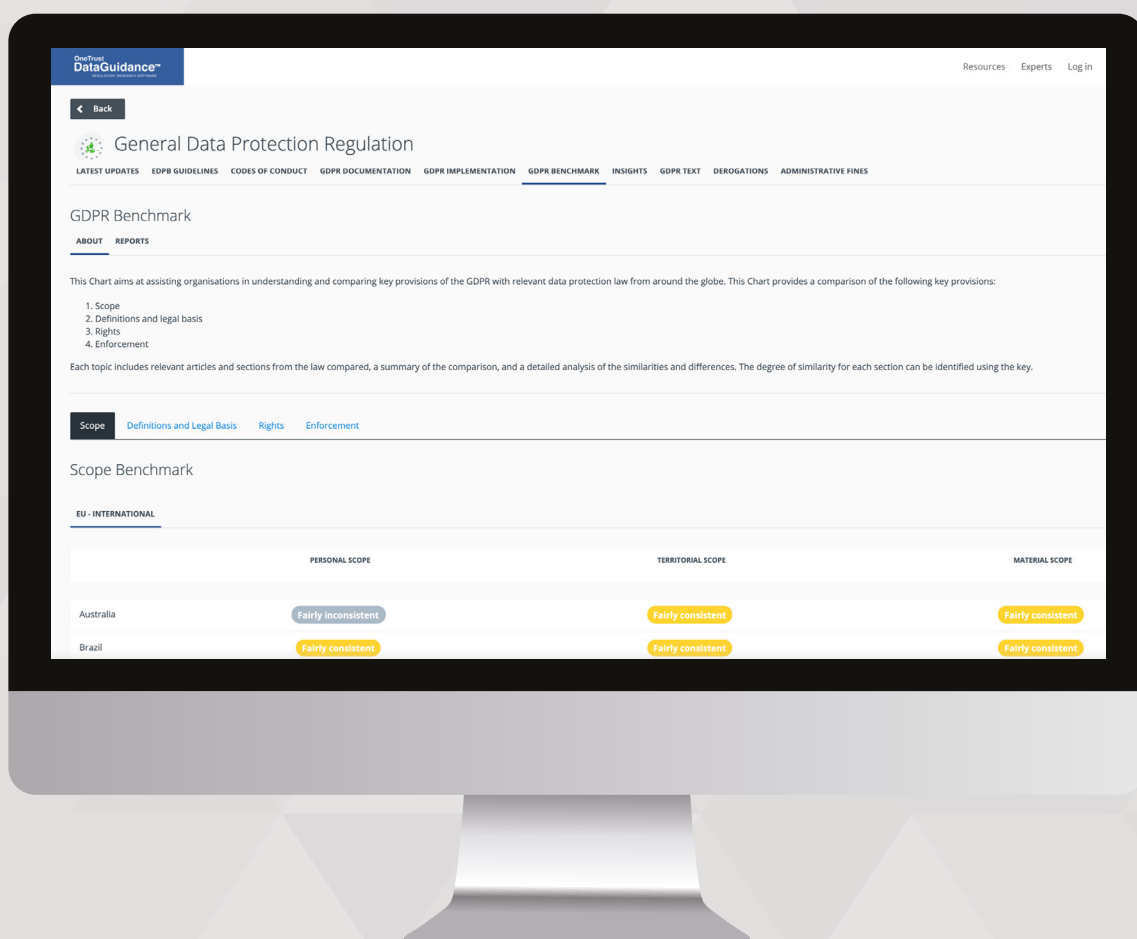 OneTrust
DataGuidance™
REGULATORY RESEARCH SOFTWARE
Resources Experts Log in
Back
General Data Protection Regulation
LATEST UPDATES EDPB GUIDELINES CODES OF CONDUCT GDPR DOCUMENTATION GDPR IMPLEMENTATION GDPR BENCHMARK INSIGHTS GDPR TEXT DEROGATIONS ADMINISTRATIVE FINES
GDPR Benchmark
ABOUT REPORTS
This Chart aims at assisting organisations in understanding and comparing key provisions of the GDPR with relevant data protection law from around the globe. This Chart provides a comparison of the following key provisions:
1. Scope
2. Definitions and legal basis
3. Rights
4. Enforcement
Each topic includes relevant articles and sections from the law compared, a summary of the comparison, and a detailed analysis of the similarities and differences. The degree of similarity for each section can be identified using the key.
Scope Definitions and Legal Basis Rights Enforcement
Scope Benchmark
EU - INTERNATIONAL
PERSONAL SCOPE TERRITORIAL SCOPE MATERIAL SCOPE
Australia Fairly inconsistent Fairly consistent Fairly consistent
Brazil Fairly consistent Fairly consistent Fairly consistent